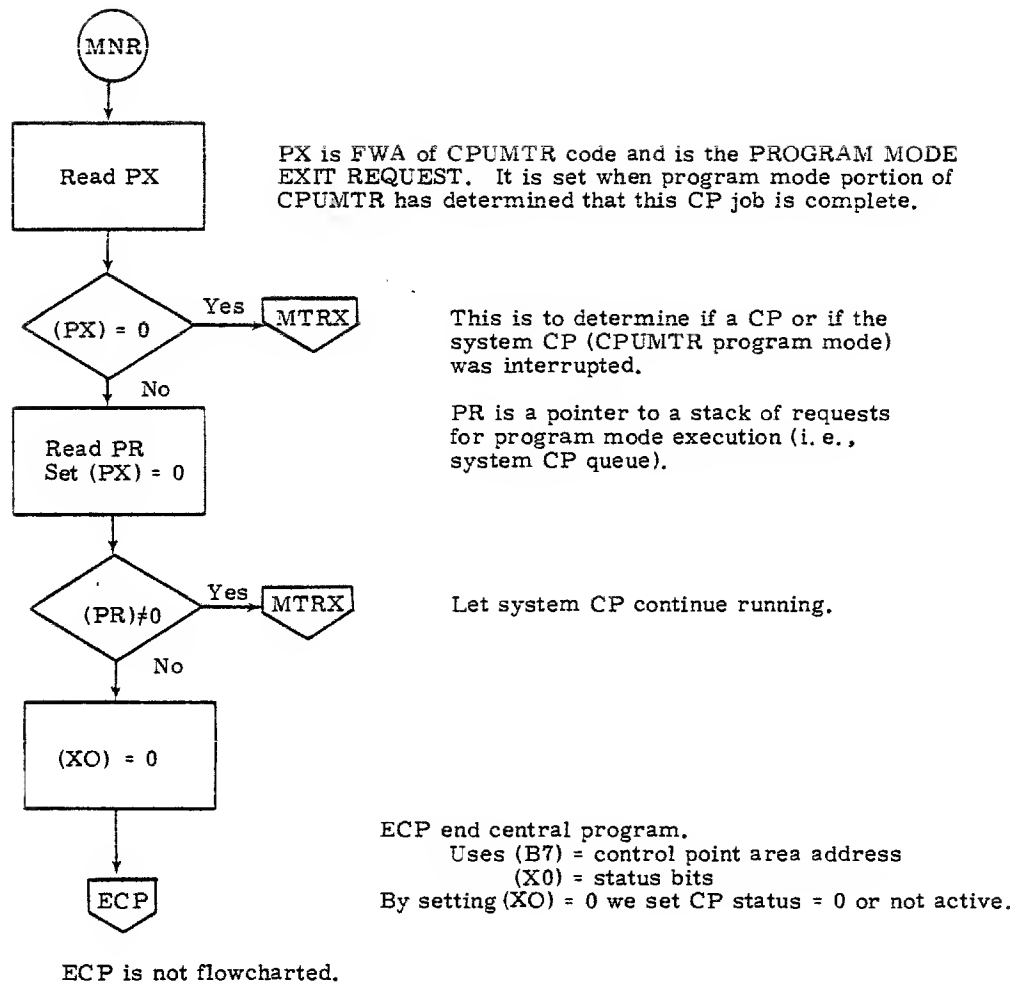 MNR
Read PX
PX is FWA of CPUMTR code and is the PROGRAM MODE
EXIT REQUEST. It is set when program mode portion of
CPUMTR has determined that this CP job is complete.
(PX) = 0
Yes
MTRX
This is to determine if a CP or if the
system CP (CPUMTR program mode)
was interrupted.
No
Read PR
Set (PX) = 0
PR is a pointer to a stack of requests
for program mode execution (i. e.,
system CP queue).
(PR)≠0
Yes
MTRX
Let system CP continue running.
No
(XO) = 0
ECP
ECP end central program.
Uses (B7) = control point area address
(X0) = status bits
By setting (XO) = 0 we set CP status = 0 or not active.
ECP is not flowcharted.